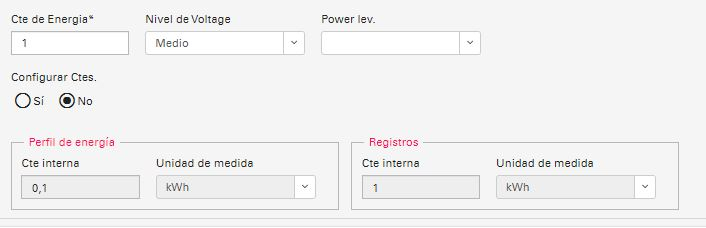 Cte de Energia* Nivel de Voltage Power lev.
1 Medio
Configurar Ctes.
Sí No
Perfil de energía Registros
Cte interna Unidad de medida Cte interna Unidad de medida
0,1 kWh 1 kWh